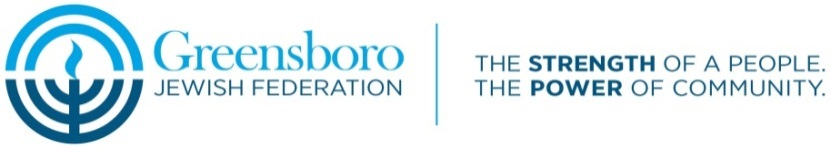 Greensboro
JEWISH FEDERATION
THE STRENGTH OF A PEOPLE.
THE POWER OF COMMUNITY.